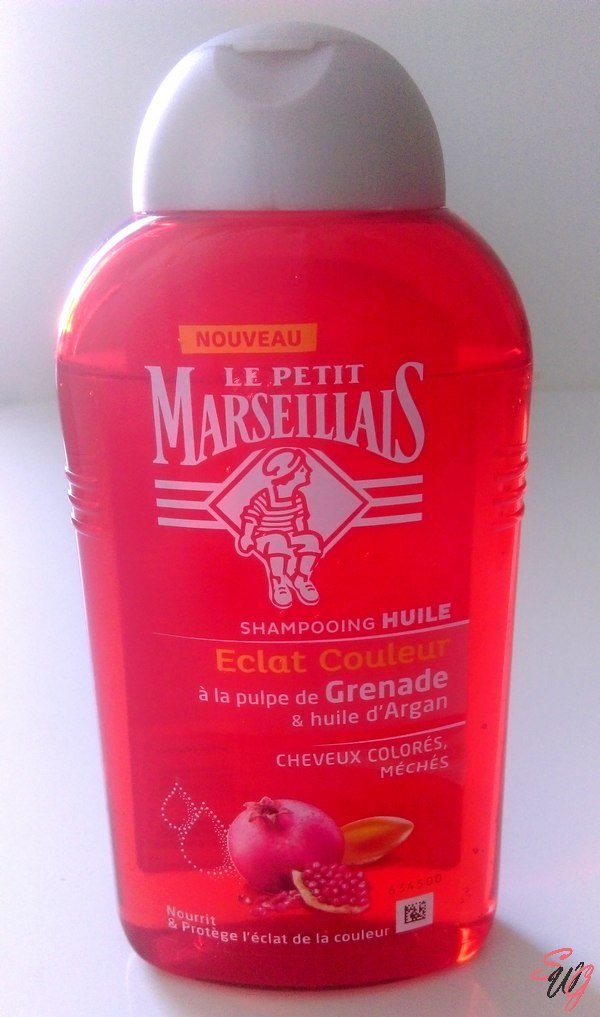 NOUVEAU
LE PETIT
MARSEILLAIS
SHAMPOOING HUILE
Eclat Couleur
à la pulpe de Grenade
& huile d'Argan
CHEVEUX COLORÉS,
MÉCHÉS
Nourrit
& Protège l'éclat de la couleur